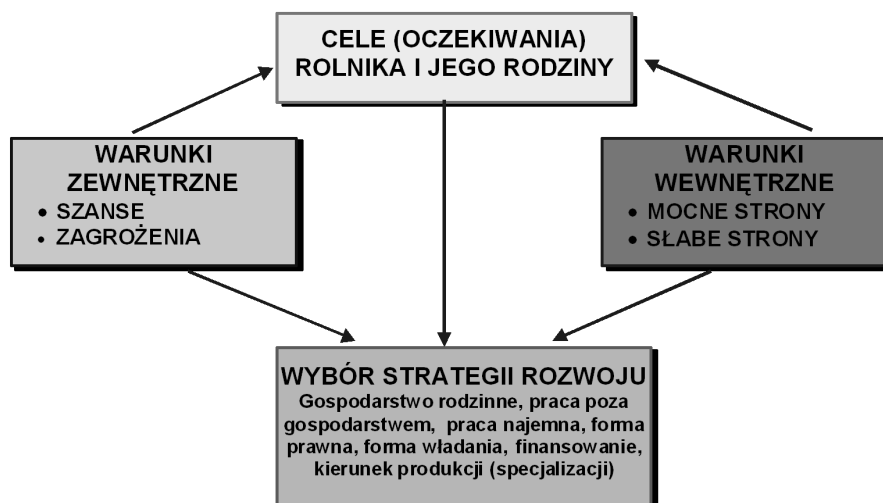 CELE (OCZEKIWANIA)
ROLNIKA I JEGO RODZINY
WARUNKI
ZEWNĘTRZNE
• SZANSE
• ZAGROŻENIA
WARUNKI
WEWNĘTRZNE
• MOCNE STRONY
• SŁABE STRONY
WYBÓR STRATEGII ROZWOJU
Gospodarstwo rodzinne, praca poza
gospodarstwem, praca najemna, forma
prawna, forma władania, finansowanie,
kierunek produkcji (specjalizacji)